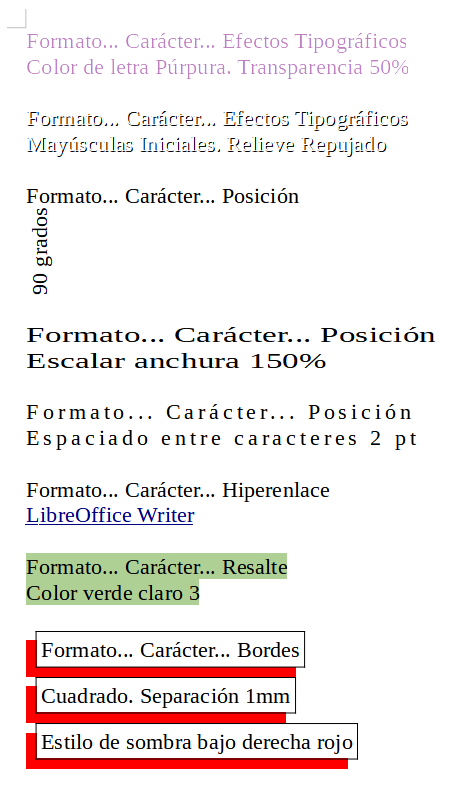 Formato... Carácter... Efectos Tipográficos
Color de letra Púrpura. Transparencia 50%
Formato... Carácter... Efectos Tipográficos
Mayúsculas Iniciales. Relieve Repujado
Formato... Carácter... Posición
90 grados
Formato... Carácter... Posición
Escalar anchura 150%
Formato... Carácter... Posición
Espaciado entre caracteres 2 pt
Formato... Carácter... Hiperenlace
LibreOffice Writer
Formato... Carácter... Resalte
Color verde claro 3
Formato... Carácter... Bordes
Cuadrado. Separación 1mm
Estilo de sombra bajo derecha rojo